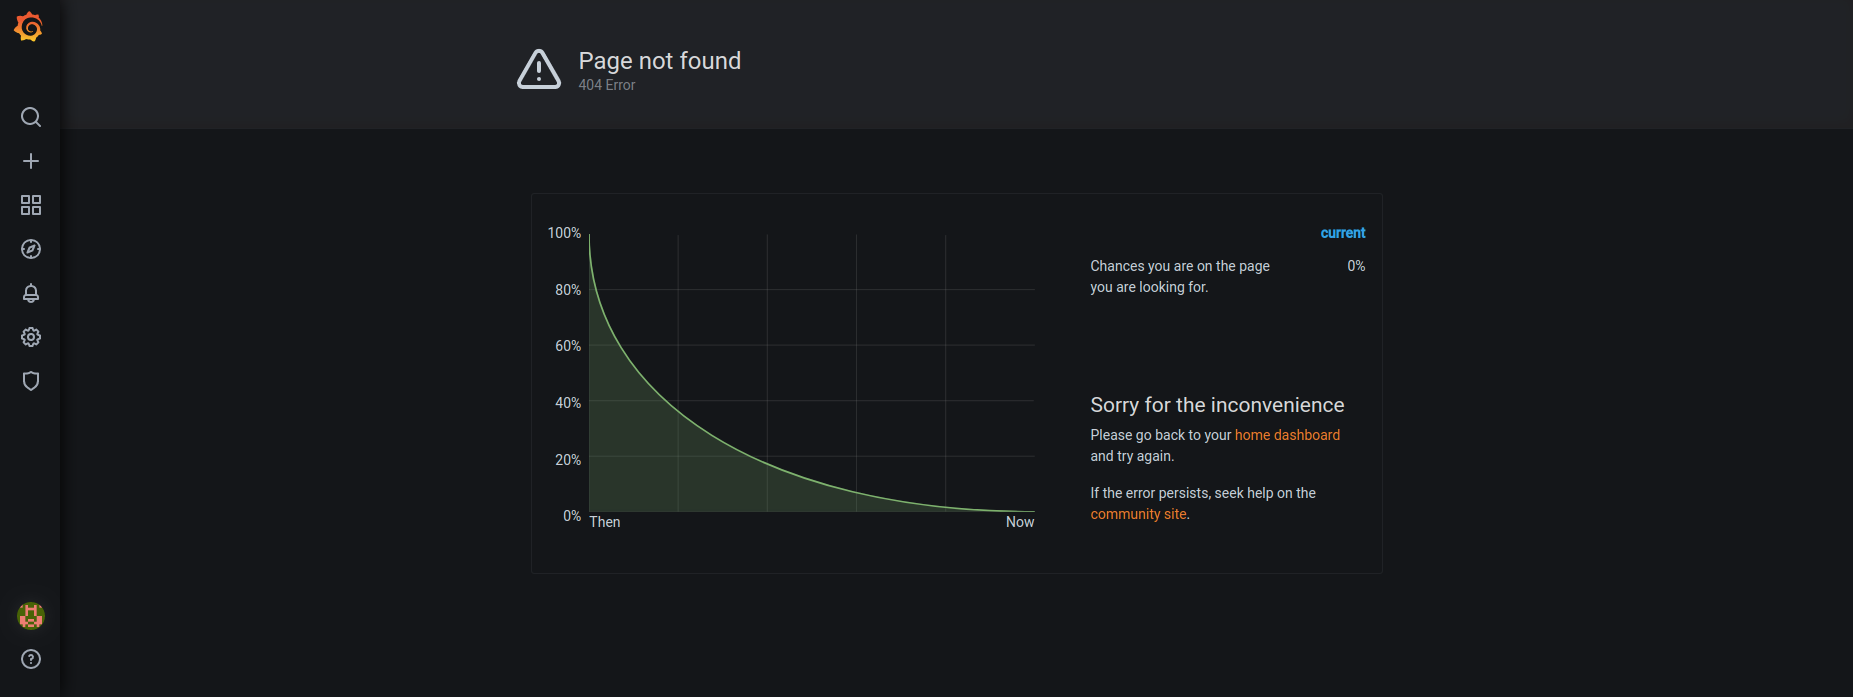 Page not found
404 Error
100%
80%
60%
40%
20%
0%
Then
Now
current
Chances you are on the page
you are looking for.
0%
Sorry for the inconvenience
Please go back to your home dashboard
and try again.
If the error persists, seek help on the
community site.